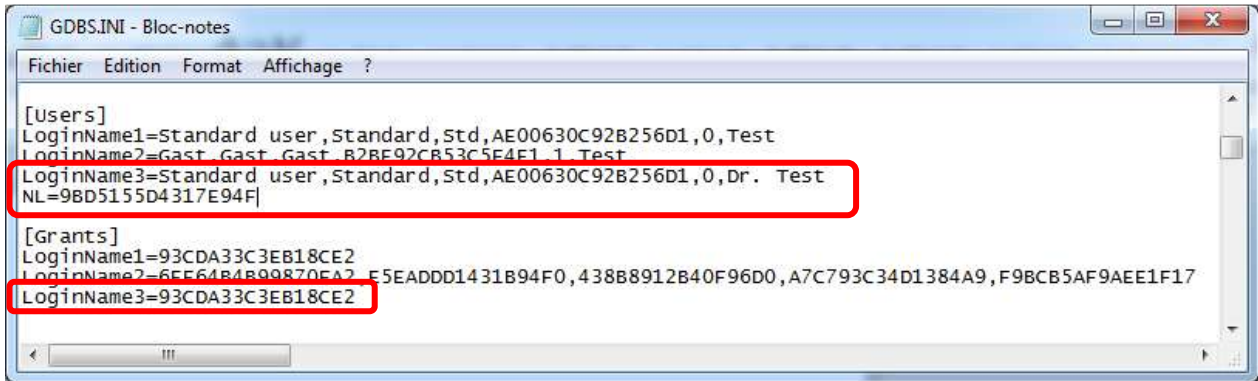 GDBS.INI - Bloc-notes
Fichier Edition Format Affichage ?
[Users]
LoginName1=Standard user,Standard,Std,AE00630C92B256D1,0,Test
LoginName2=Gast,Gast,Gast,B2BE92CB53C5E4F1,1,Test
LoginName3=Standard user,Standard,Std,AE00630C92B256D1,0,Dr. Test
NL=9BD5155D4317E94F
[Grants]
LoginName1=93CDA33C3EB18CE2
LoginName2=6EE64B4B99870EA2,E5EADDD1431B94F0,438B8912B40F96D0,A7C793C34D1384A9,F9BCB5AF9AEE1F17
LoginName3=93CDA33C3EB18CE2